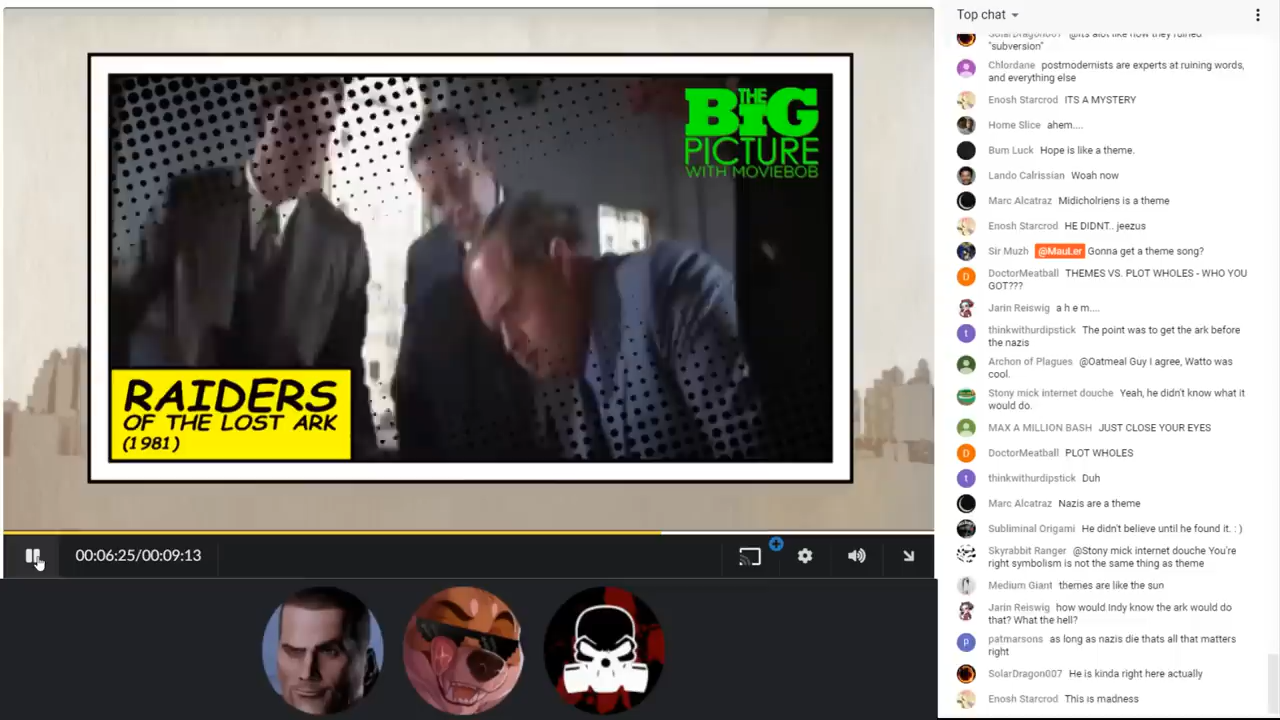 THE
BIG
PICTURE
WITH MOVIEBOB
RAIDERS
OF THE LOST ARK
(1981)
00:06:25/00:09:13
Top chat
SolarDragon007 @Its alot like how they ruined
"subversion"
Chlordane postmodernists are experts at ruining words,
and everything else
Enosh Starcrod ITS A MYSTERY
Home Slice ahem....
Bum Luck Hope is like a theme.
Lando Calrissian Woah now
Marc Alcatraz Midicholriens is a theme
Enosh Starcrod HE DIDNT.. jeezus
Sir Muzh @MauLer Gonna get a theme song?
D DoctorMeatball THEMES VS. PLOT WHOLES - WHO YOU
GOT???
Jarin Reiswig a h e m....
t thinkwithurdipstick The point was to get the ark before
the nazis
Archon of Plagues @Oatmeal Guy I agree, Watto was
cool.
Stony mick internet douche Yeah, he didn't know what it
would do.
MAX A MILLION BASH JUST CLOSE YOUR EYES
D DoctorMeatball PLOT WHOLES
t thinkwithurdipstick Duh
Marc Alcatraz Nazis are a theme
Subliminal Origami He didn't believe until he found it. : )
Skyrabbit Ranger @Stony mick internet douche You're
right symbolism is not the same thing as theme
Medium Giant themes are like the sun
Jarin Reiswig how would Indy know the ark would do
that? What the hell?
p patmarsons as long as nazis die thats all that matters
right
SolarDragon007 He is kinda right here actually
Enosh Starcrod This is madness